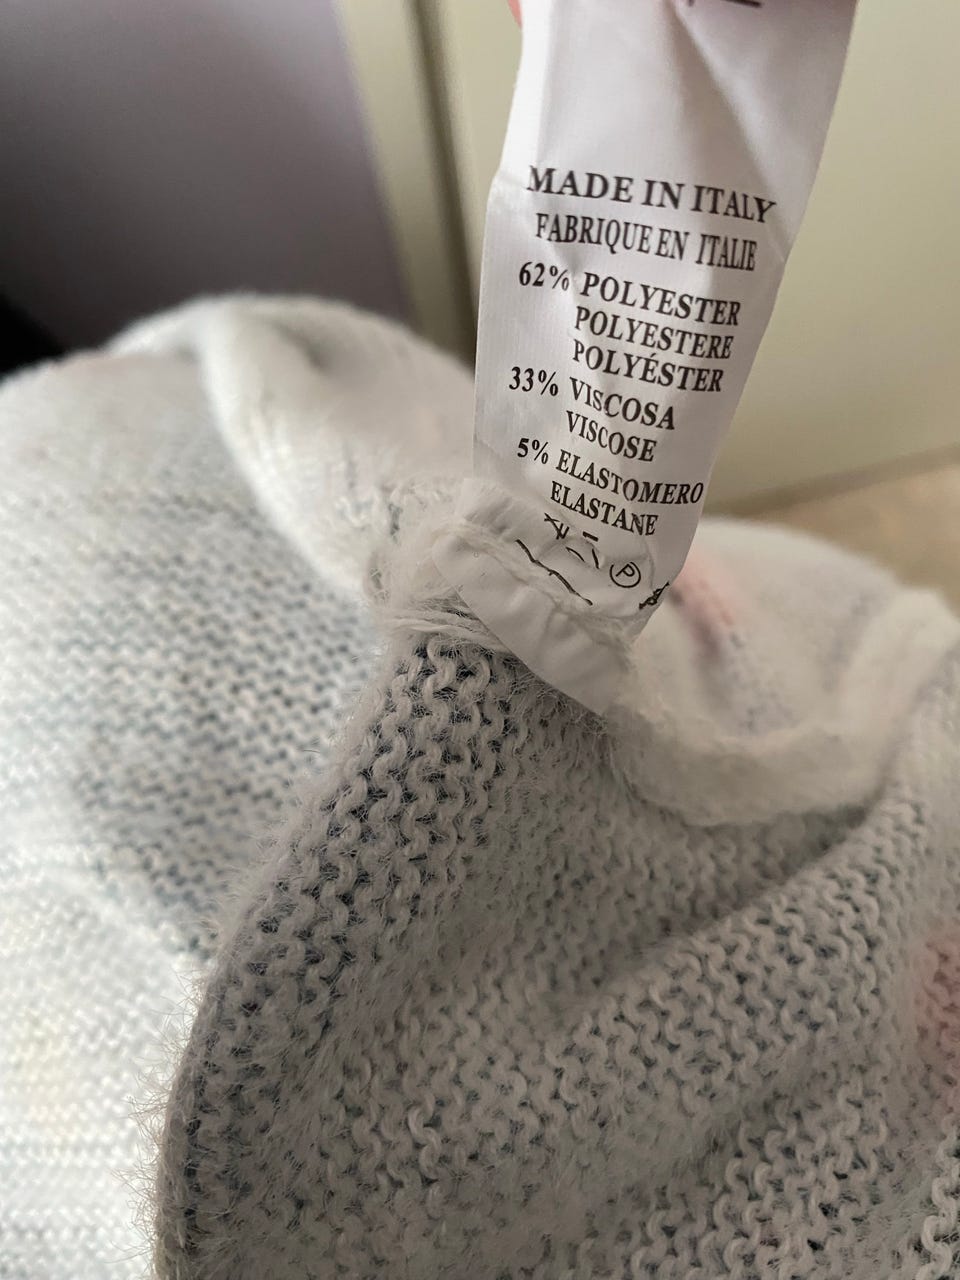 MADE IN ITALY
FABRIQUE EN ITALIE
62% POLYESTER
POLYESTERE
POLYÉSTER
33% VISCOSA
VISCOSE
5% ELASTOMERO
ELASTANE
P